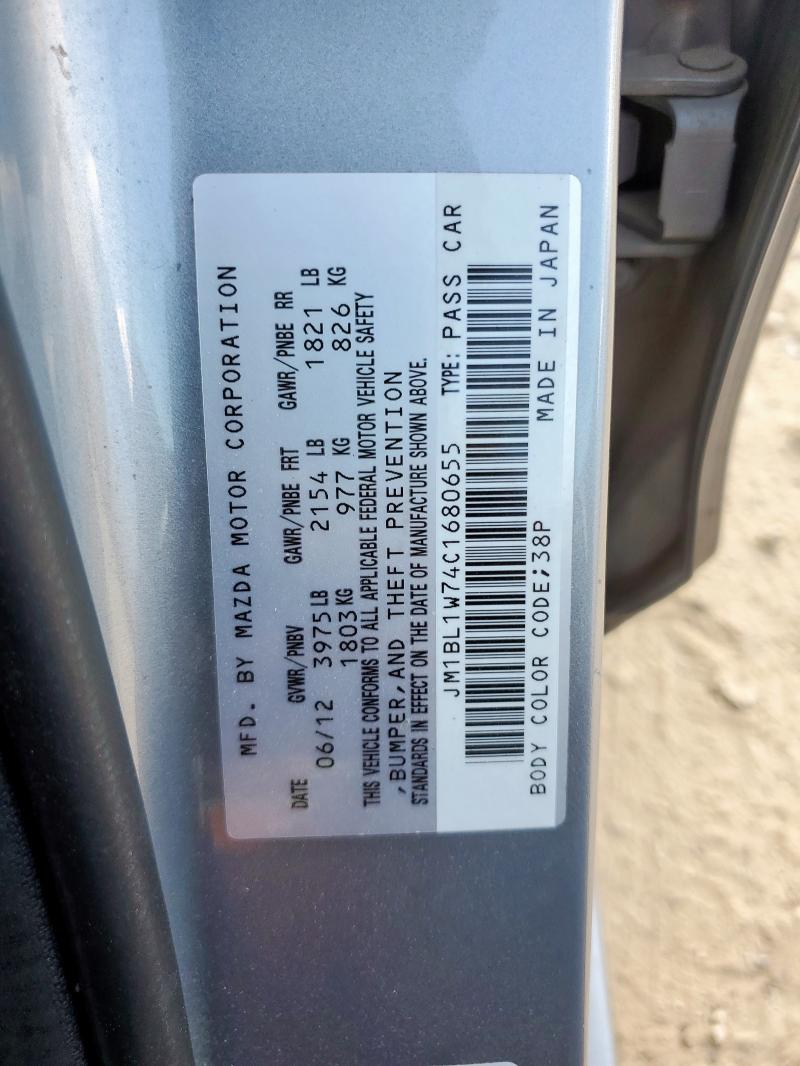 MFD. BY MAZDA MOTOR CORPORATION
DATE GVWR/PNBV GAWR/PNBE FRT GAWR/PNBE RR
06/12 3975LB 2154 LB 1821 LB
1803KG 977 KG 826 KG
THIS VEHICLE CONFORMS TO ALL APPLICABLE FEDERAL MOTOR VEHICLE SAFETY
,BUMPER,AND THEFT PREVENTION
STANDARDS IN EFFECT ON THE DATE OF MANUFACTURE SHOWN ABOVE.
JM1BL1W74C1680655 TYPE: PASS CAR
BODY COLOR CODE;38P MADE IN JAPAN